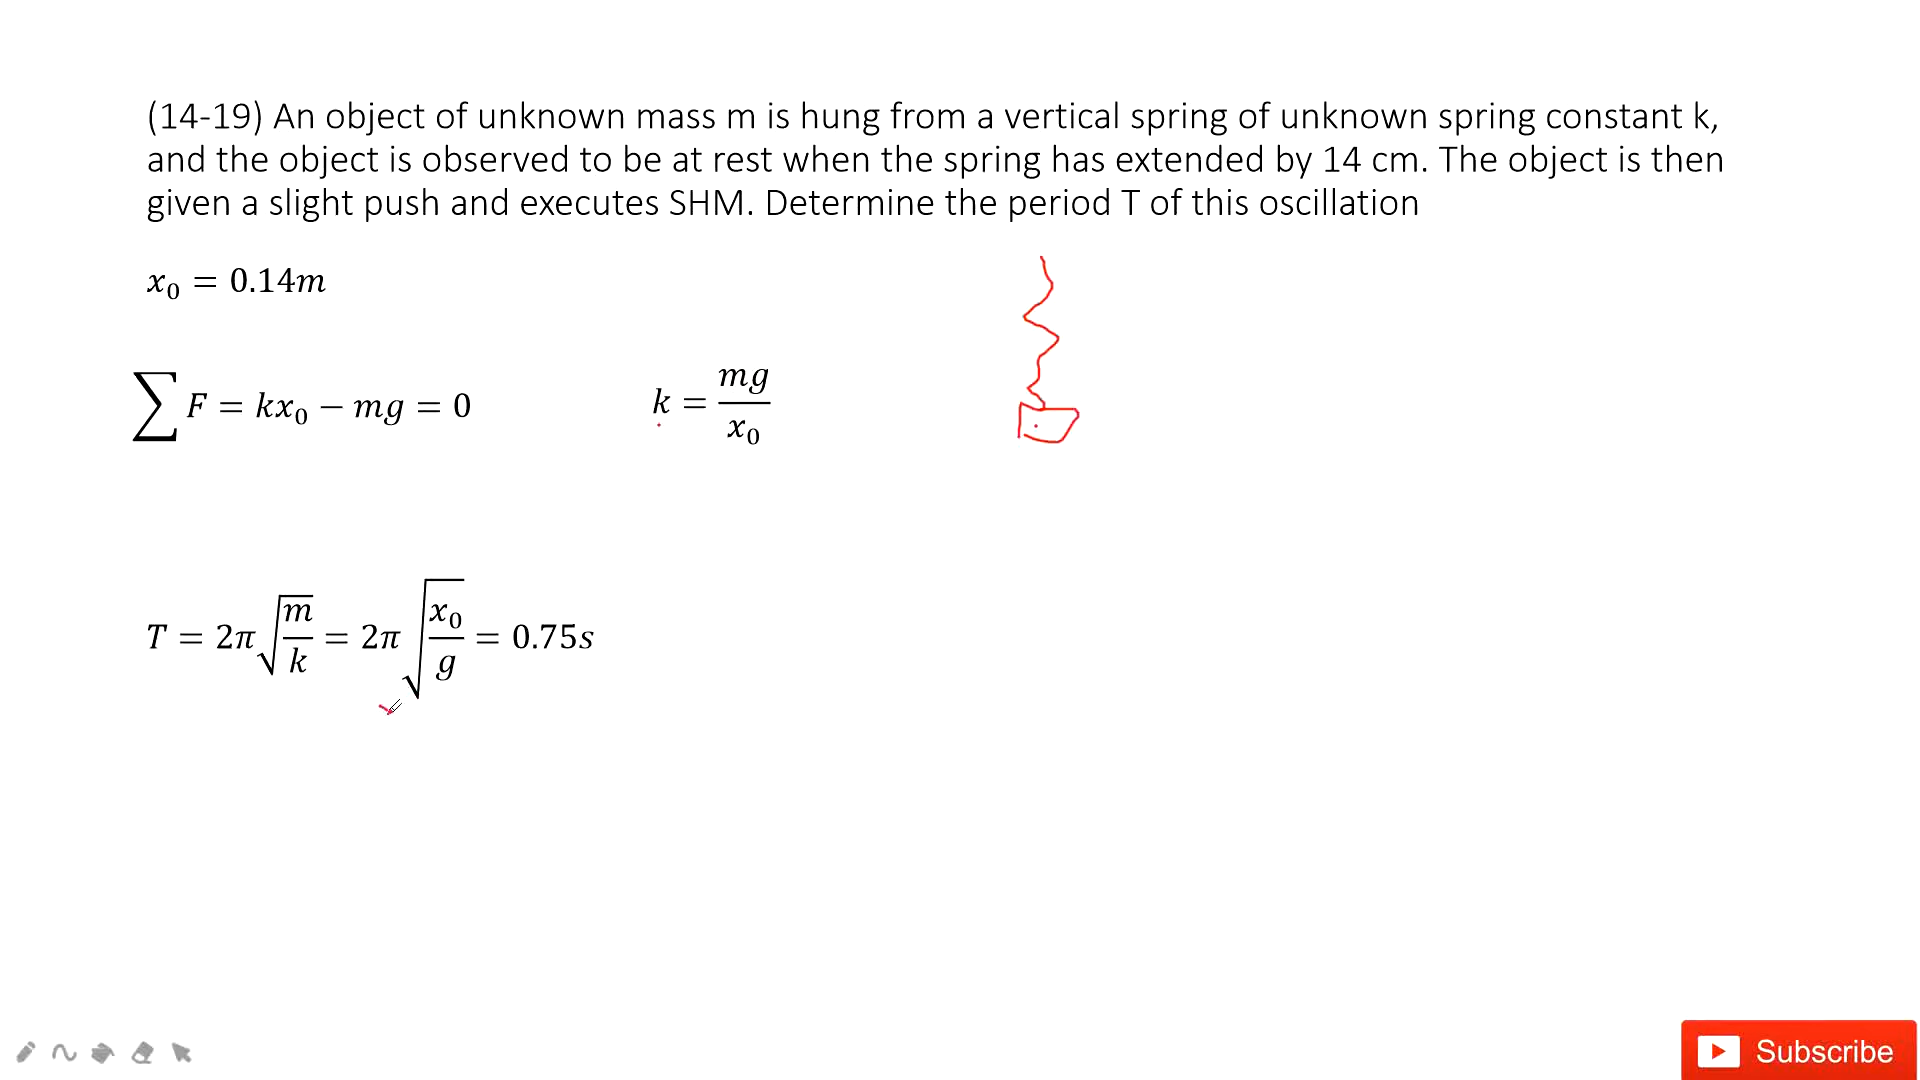 (14-19) An object of unknown mass m is hung from a vertical spring of unknown spring constant k,
and the object is observed to be at rest when the spring has extended by 14 cm. The object is then
given a slight push and executes SHM. Determine the period T of this oscillation
x₀ = 0.14m
∑ F = kx₀ − mg = 0
k = mg/x₀
T = 2π√(m/k) = 2π√(x₀/g) = 0.75s
Subscribe